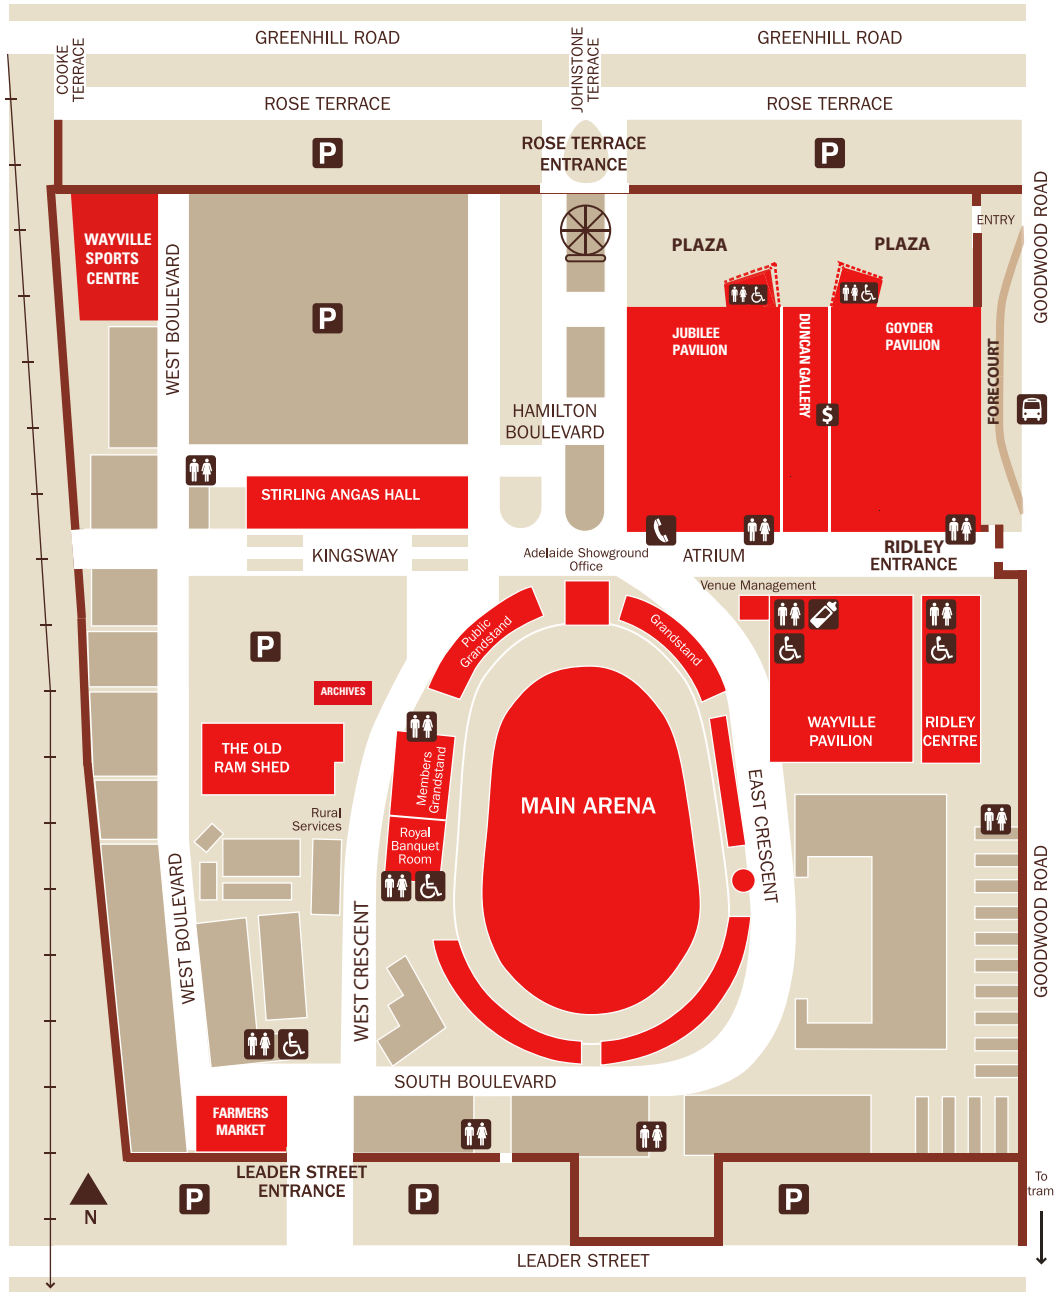 GREENHILL ROAD
GREENHILL ROAD
COOKE
TERRACE
JOHNSTONE
TERRACE
ROSE TERRACE
ROSE TERRACE
P
ROSE TERRACE
ENTRANCE
P
GOODWOOD ROAD
ENTRY
WAYVILLE
SPORTS
CENTRE
WEST BOULEVARD
PLAZA
PLAZA
P
JUBILEE
PAVILION
DUNCAN GALLERY
GOYDER
PAVILION
FORECOURT
$
HAMILTON
BOULEVARD
STIRLING ANGAS HALL
KINGSWAY
Adelaide Showground
Office
ATRIUM
RIDLEY
ENTRANCE
Venue Management
Public
Grandstand
Grandstand
P
ARCHIVES
THE OLD
RAM SHED
Members
Grandstand
WAYVILLE
PAVILION
RIDLEY
CENTRE
MAIN ARENA
EAST CRESCENT
Rural
Services
Royal
Banquet
Room
WEST BOULEVARD
WEST CRESCENT
GOODWOOD ROAD
SOUTH BOULEVARD
FARMERS
MARKET
LEADER STREET
ENTRANCE
N
P
P
P
To
tram
LEADER STREET